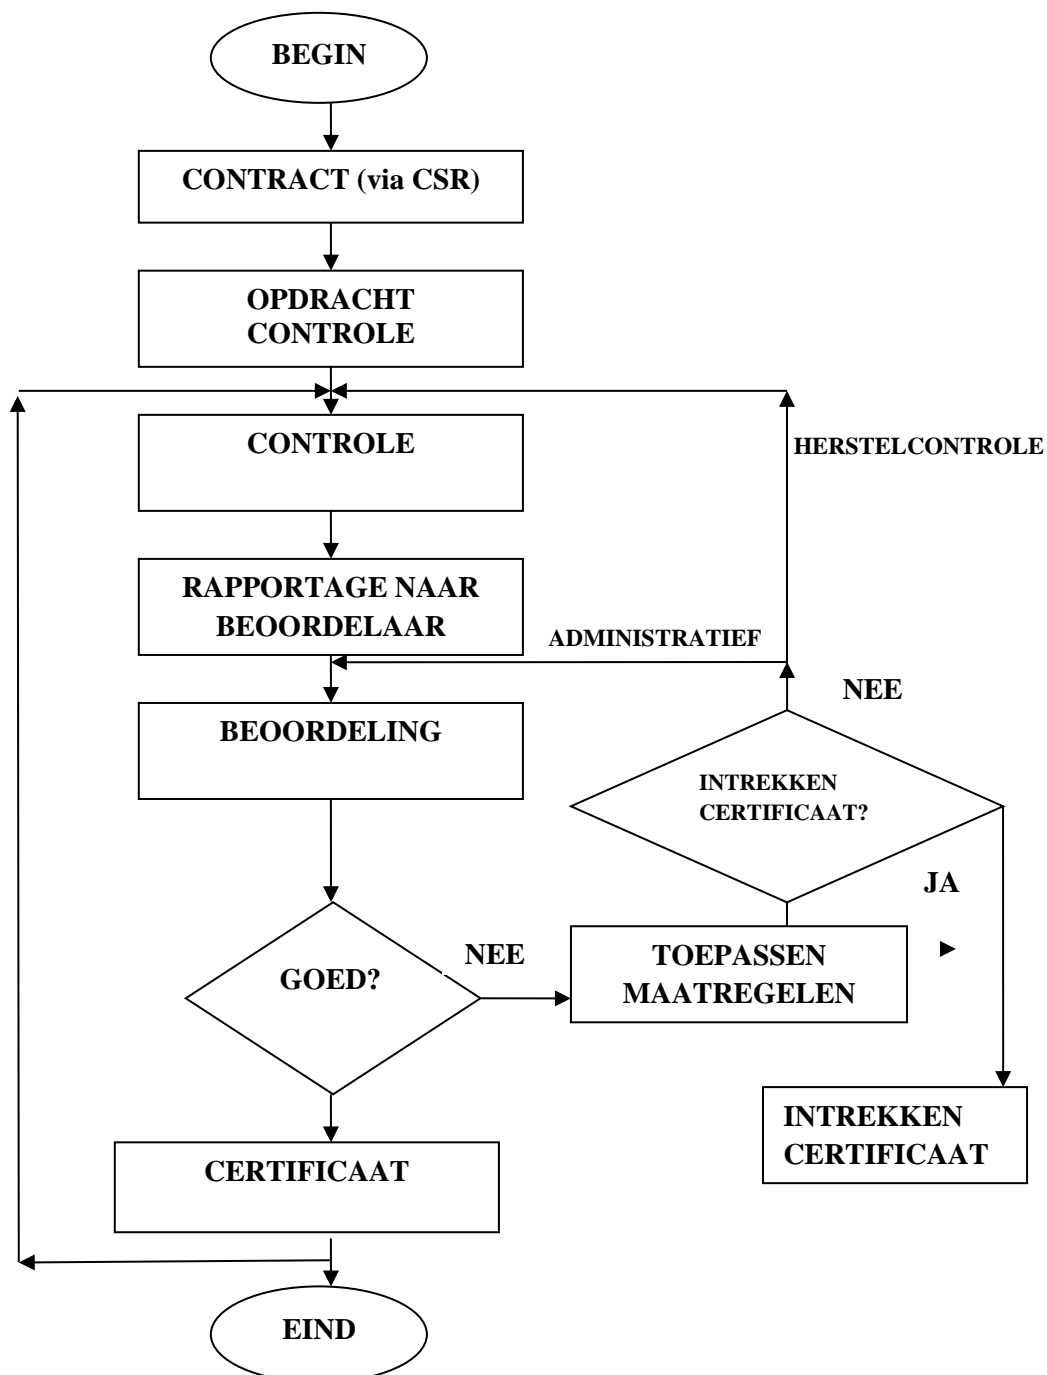 BEGIN
CONTRACT (via CSR)
OPDRACHT
CONTROLE
CONTROLE
HERSTELCONTROLE
RAPPORTAGE NAAR
BEOORDELAAR
ADMINISTRATIEF
NEE
BEOORDELING
INTREKKEN
CERTIFICAAT?
JA
GOED?
NEE
TOEPASSEN
MAATREGELEN
INTREKKEN
CERTIFICAAT
CERTIFICAAT
EIND